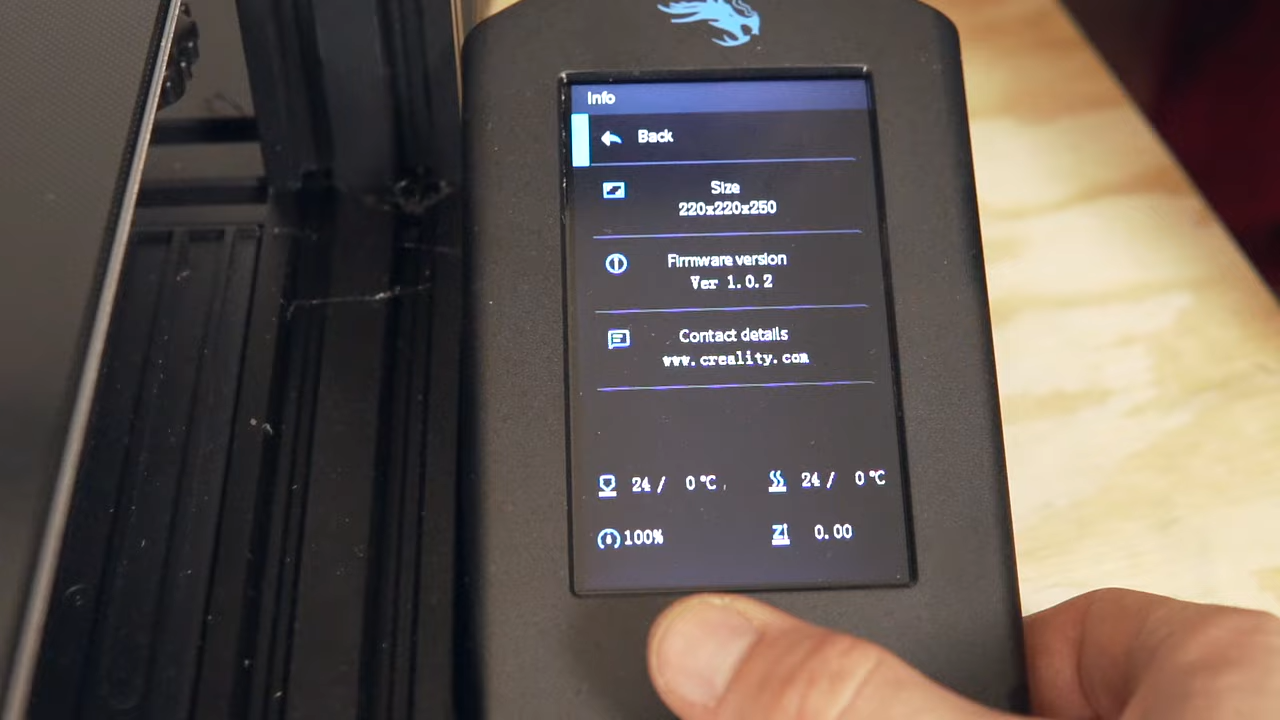 Info
Back
Size
220x220x250
Firmware version
Ver 1.0.2
Contact details
www.creality.com
24 / 0 ℃ 24 / 0 ℃
100% Z 0.00